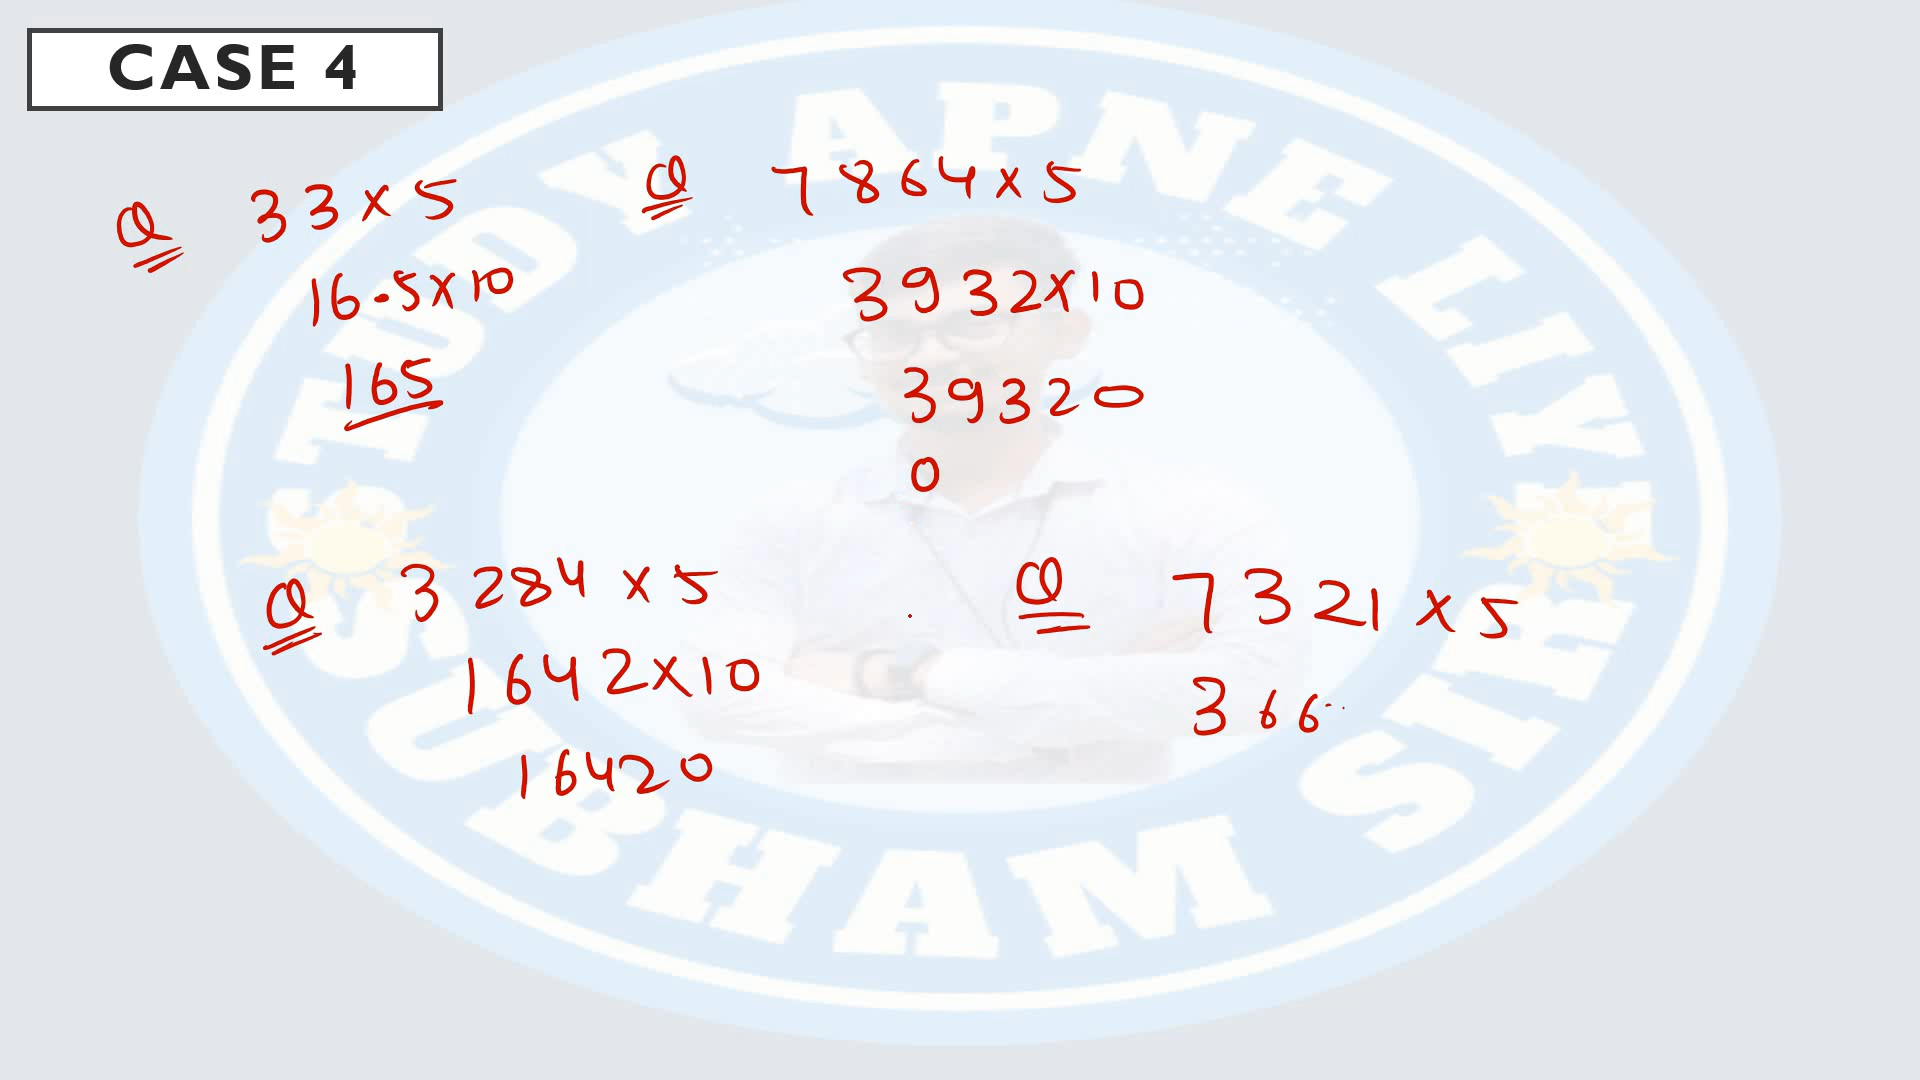 CASE 4
Q 33 x 5
16.5 x 10
165
Q 7864 x 5
3932 x 10
39320
0
Q 3284 x 5
1642 x 10
16420
Q 7321 x 5
366
STUDY APNE LIYE
SUBHAM SIR